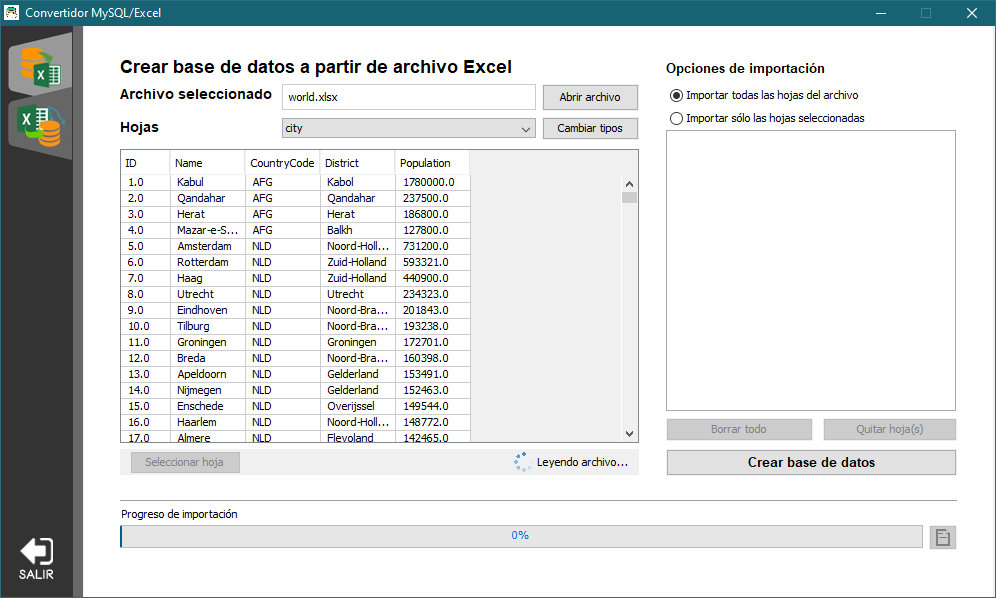 Convertidor MySQL/Excel
Crear base de datos a partir de archivo Excel
Archivo seleccionado world.xlsx Abrir archivo
Hojas city Cambiar tipos
ID Name CountryCode District Population
1.0 Kabul AFG Kabol 1780000.0
2.0 Qandahar AFG Qandahar 237500.0
3.0 Herat AFG Herat 186800.0
4.0 Mazar-e-S... AFG Balkh 127800.0
5.0 Amsterdam NLD Noord-Holl... 731200.0
6.0 Rotterdam NLD Zuid-Holland 593321.0
7.0 Haag NLD Zuid-Holland 440900.0
8.0 Utrecht NLD Utrecht 234323.0
9.0 Eindhoven NLD Noord-Bra... 201843.0
10.0 Tilburg NLD Noord-Bra... 193238.0
11.0 Groningen NLD Groningen 172701.0
12.0 Breda NLD Noord-Bra... 160398.0
13.0 Apeldoorn NLD Gelderland 153491.0
14.0 Nijmegen NLD Gelderland 152463.0
15.0 Enschede NLD Overijssel 149544.0
16.0 Haarlem NLD Noord-Holl... 148772.0
17.0 Almere NLD Flevoland 142465.0
Seleccionar hoja Leyendo archivo...
Opciones de importación
Importar todas las hojas del archivo
Importar sólo las hojas seleccionadas
Borrar todo Quitar hoja(s)
Crear base de datos
Progreso de importación
0%
SALIR